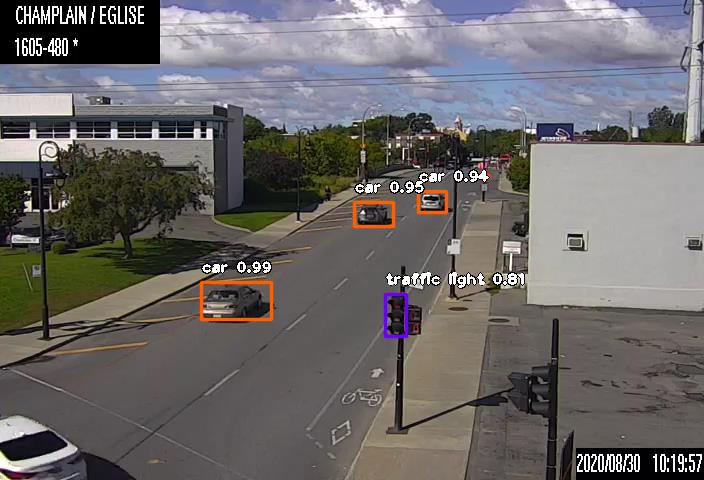 CHAMPLAIN / EGLISE
1605-480 *
car 0.94
car 0.95
car 0.99
traffic light 0.81
2020/08/30 10:19:57